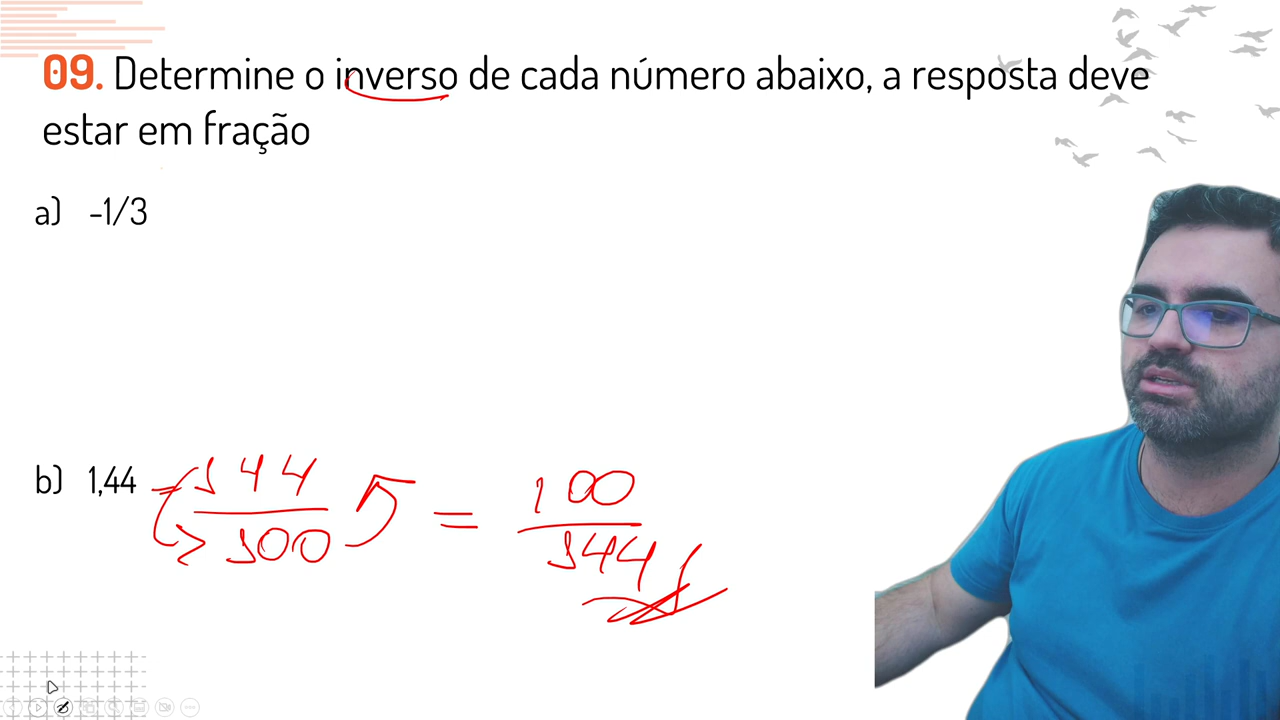 09. Determine o inverso de cada número abaixo, a resposta deve
estar em fração
a) -1/3
b) 1,44 = 144/100 = 100/144